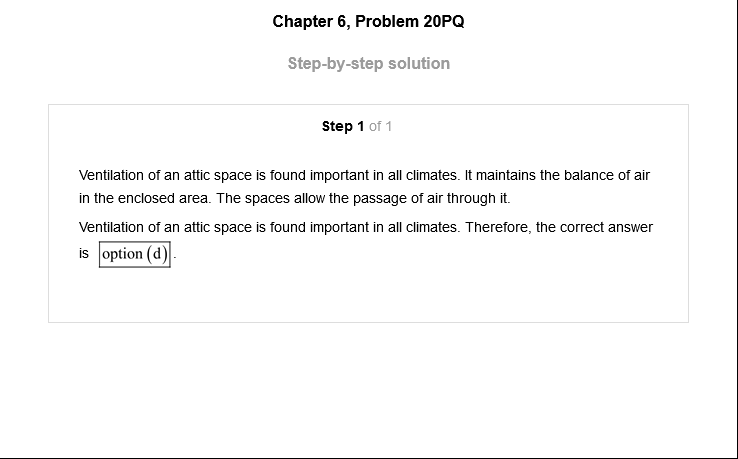 Chapter 6, Problem 20PQ
Step-by-step solution
Step 1 of 1
Ventilation of an attic space is found important in all climates. It maintains the balance of air
in the enclosed area. The spaces allow the passage of air through it.
Ventilation of an attic space is found important in all climates. Therefore, the correct answer
is option (d).